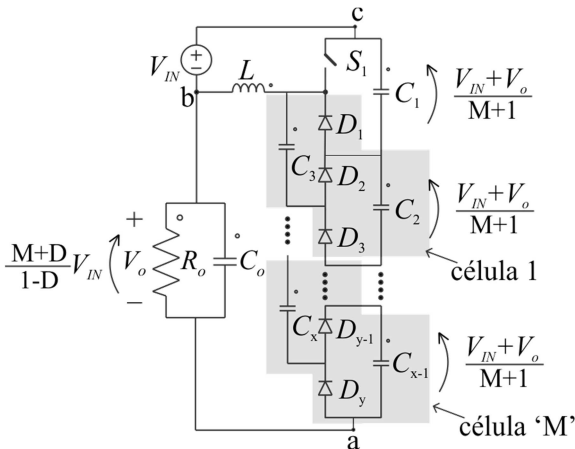 c
V_IN
S_1
L
b
C_1
V_IN+V_o
M+1
D_1
C_3
D_2
C_2
V_IN+V_o
M+1
D_3
célula 1
+
M+D
1-D
V_IN
V_o
R_o
C_o
−
C_x
D_y-1
C_x-1
V_IN+V_o
M+1
D_y
célula 'M'
a